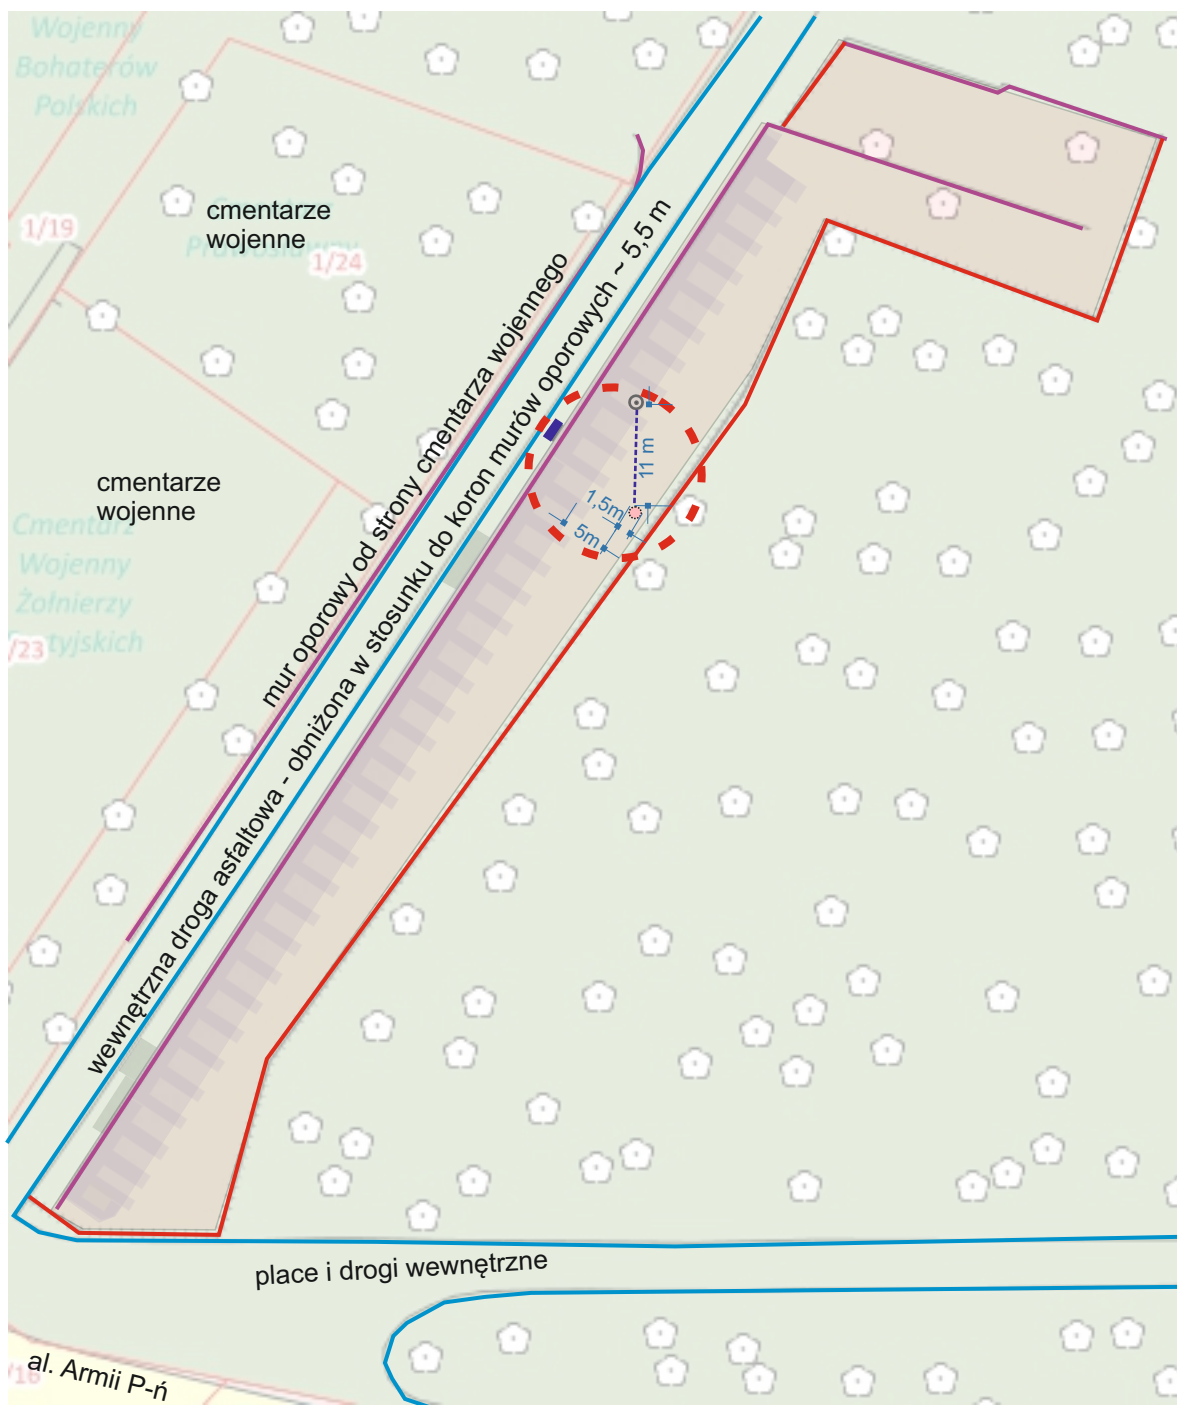 Wojenny
Bohaterów
Polskich
cmentarze
wojenne
1/19
1/24
mur oporowy od strony cmentarza wojennego
wewnętrzna droga asfaltowa - obniżona w stosunku do koron murów oporowych ~ 5,5 m
11 m
1,5m
5m
cmentarze
wojenne
Cmentarz
Wojenny
Żołnierzy
/23
place i drogi wewnętrzne
/16
al. Armii P-ń